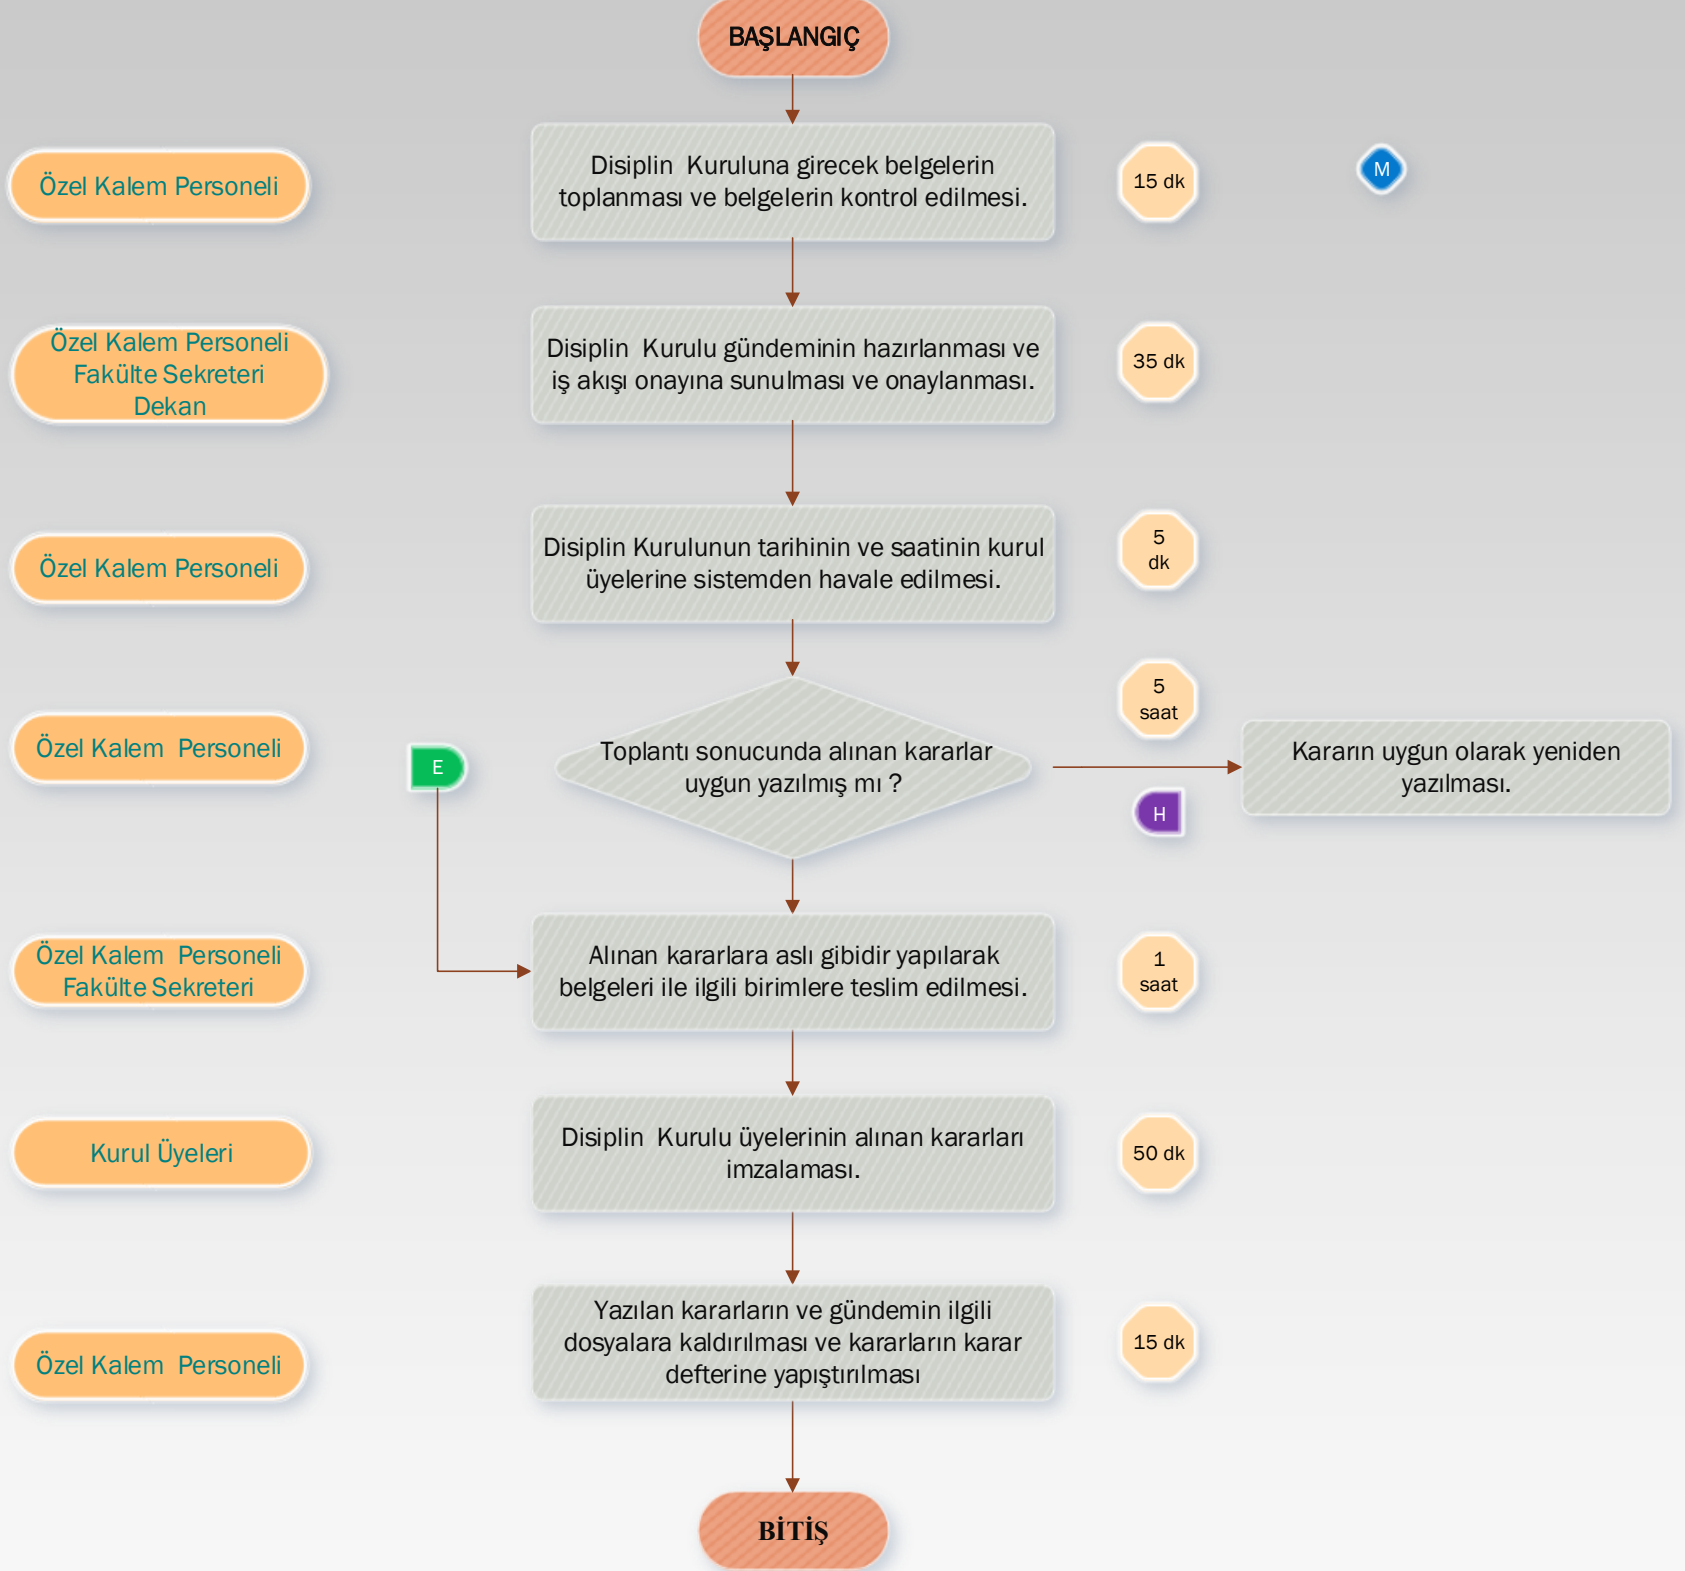 BAŞLANGIÇ
Özel Kalem Personeli
Disiplin  Kuruluna girecek belgelerin
toplanması ve belgelerin kontrol edilmesi.
15 dk
M
Özel Kalem Personeli
Fakülte Sekreteri
Dekan
Disiplin  Kurulu gündeminin hazırlanması ve
iş akışı onayına sunulması ve onaylanması.
35 dk
Özel Kalem Personeli
Disiplin Kurulunun tarihinin ve saatinin kurul
üyelerine sistemden havale edilmesi.
5
dk
Özel Kalem  Personeli
E
Toplantı sonucunda alınan kararlar
uygun yazılmış mı ?
5
saat
H
Kararın uygun olarak yeniden
yazılması.
Özel Kalem  Personeli
Fakülte Sekreteri
Alınan kararlara aslı gibidir yapılarak
belgeleri ile ilgili birimlere teslim edilmesi.
1
saat
Kurul Üyeleri
Disiplin  Kurulu üyelerinin alınan kararları
imzalaması.
50 dk
Özel Kalem  Personeli
Yazılan kararların ve gündemin ilgili
dosyalara kaldırılması ve kararların karar
defterine yapıştırılması
15 dk
BİTİŞ